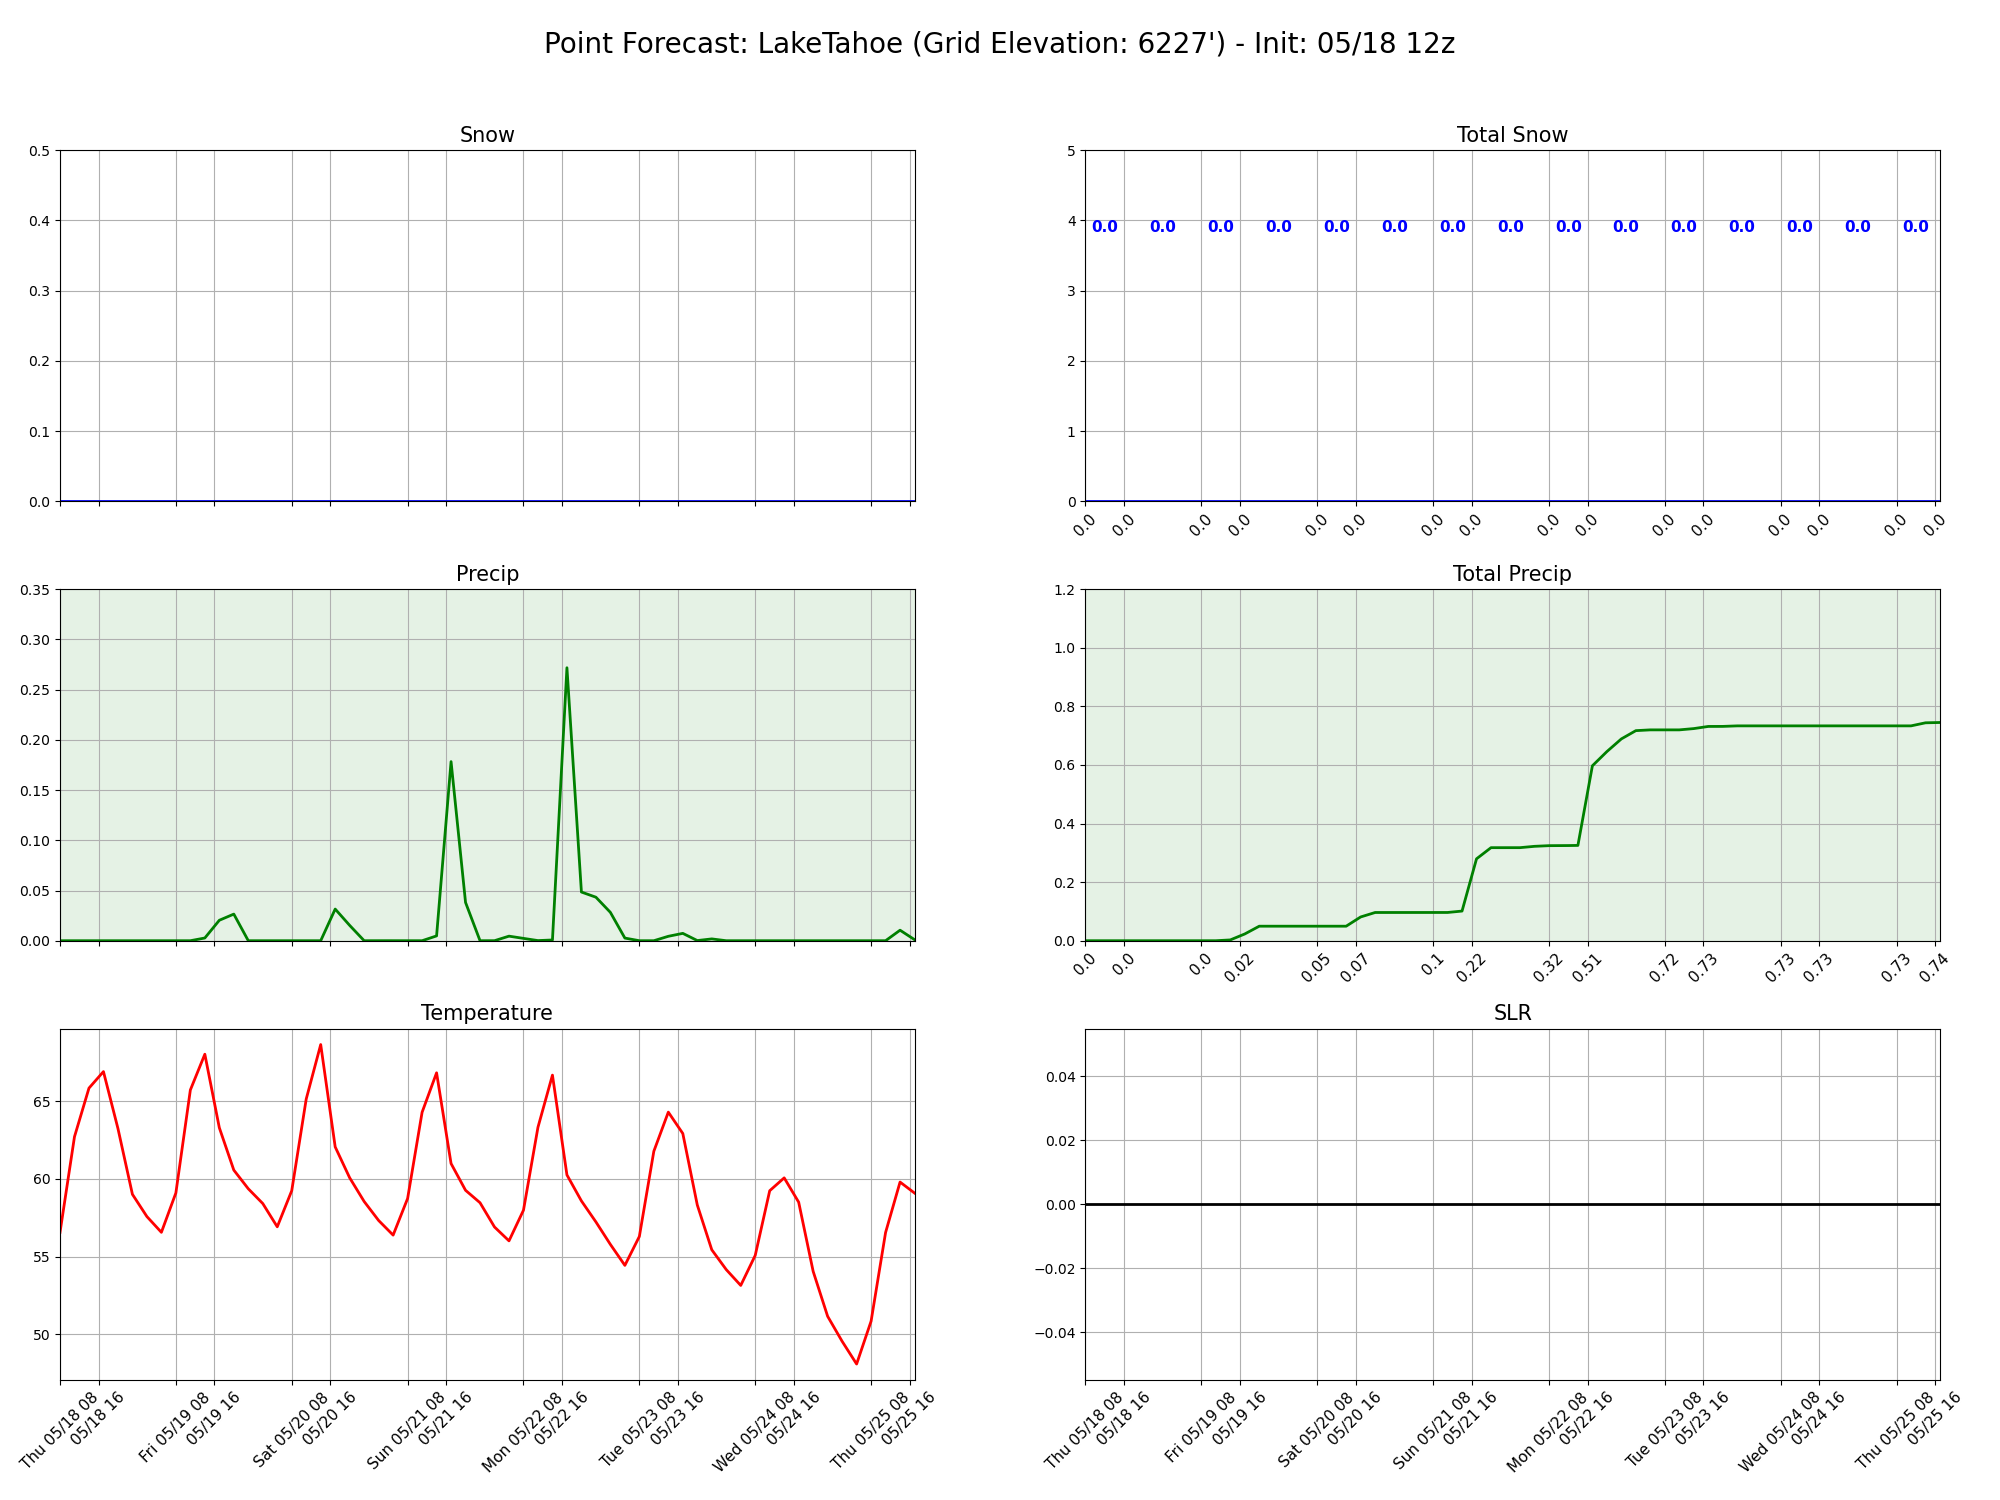 Point Forecast: LakeTahoe (Grid Elevation: 6227') - Init: 05/18 12z
Snow
0.5
0.4
0.3
0.2
0.1
0.0
Total Snow
5
4
3
2
1
0
0.0 0.0 0.0 0.0 0.0 0.0 0.0 0.0 0.0 0.0 0.0 0.0 0.0 0.0 0.0
0.0 0.0 0.0 0.0 0.0 0.0 0.0 0.0 0.0 0.0 0.0 0.0 0.0 0.0 0.0 0.0
Precip
0.35
0.30
0.25
0.20
0.15
0.10
0.05
0.00
Total Precip
1.2
1.0
0.8
0.6
0.4
0.2
0.0
0.0 0.0 0.0 0.02 0.05 0.07 0.1 0.22 0.32 0.51 0.72 0.73 0.73 0.73 0.73 0.74
Temperature
65
60
55
50
Thu 05/18 08
05/18 16
Fri 05/19 08
05/19 16
Sat 05/20 08
05/20 16
Sun 05/21 08
05/21 16
Mon 05/22 08
05/22 16
Tue 05/23 08
05/23 16
Wed 05/24 08
05/24 16
Thu 05/25 08
05/25 16
SLR
0.04
0.02
0.00
−0.02
−0.04
Thu 05/18 08
05/18 16
Fri 05/19 08
05/19 16
Sat 05/20 08
05/20 16
Sun 05/21 08
05/21 16
Mon 05/22 08
05/22 16
Tue 05/23 08
05/23 16
Wed 05/24 08
05/24 16
Thu 05/25 08
05/25 16